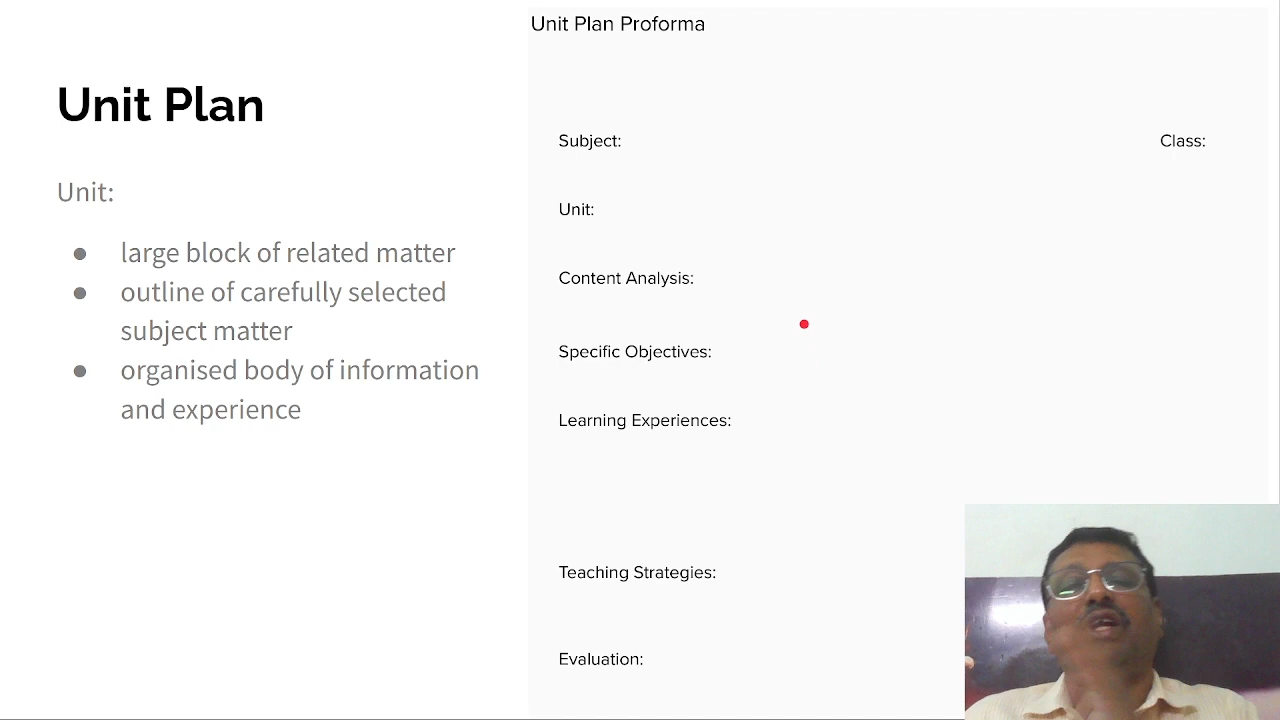 Unit Plan
Unit:
● large block of related matter
● outline of carefully selected
subject matter
● organised body of information
and experience
Unit Plan Proforma
Subject: Class:
Unit:
Content Analysis:
Specific Objectives:
Learning Experiences:
Teaching Strategies:
Evaluation: